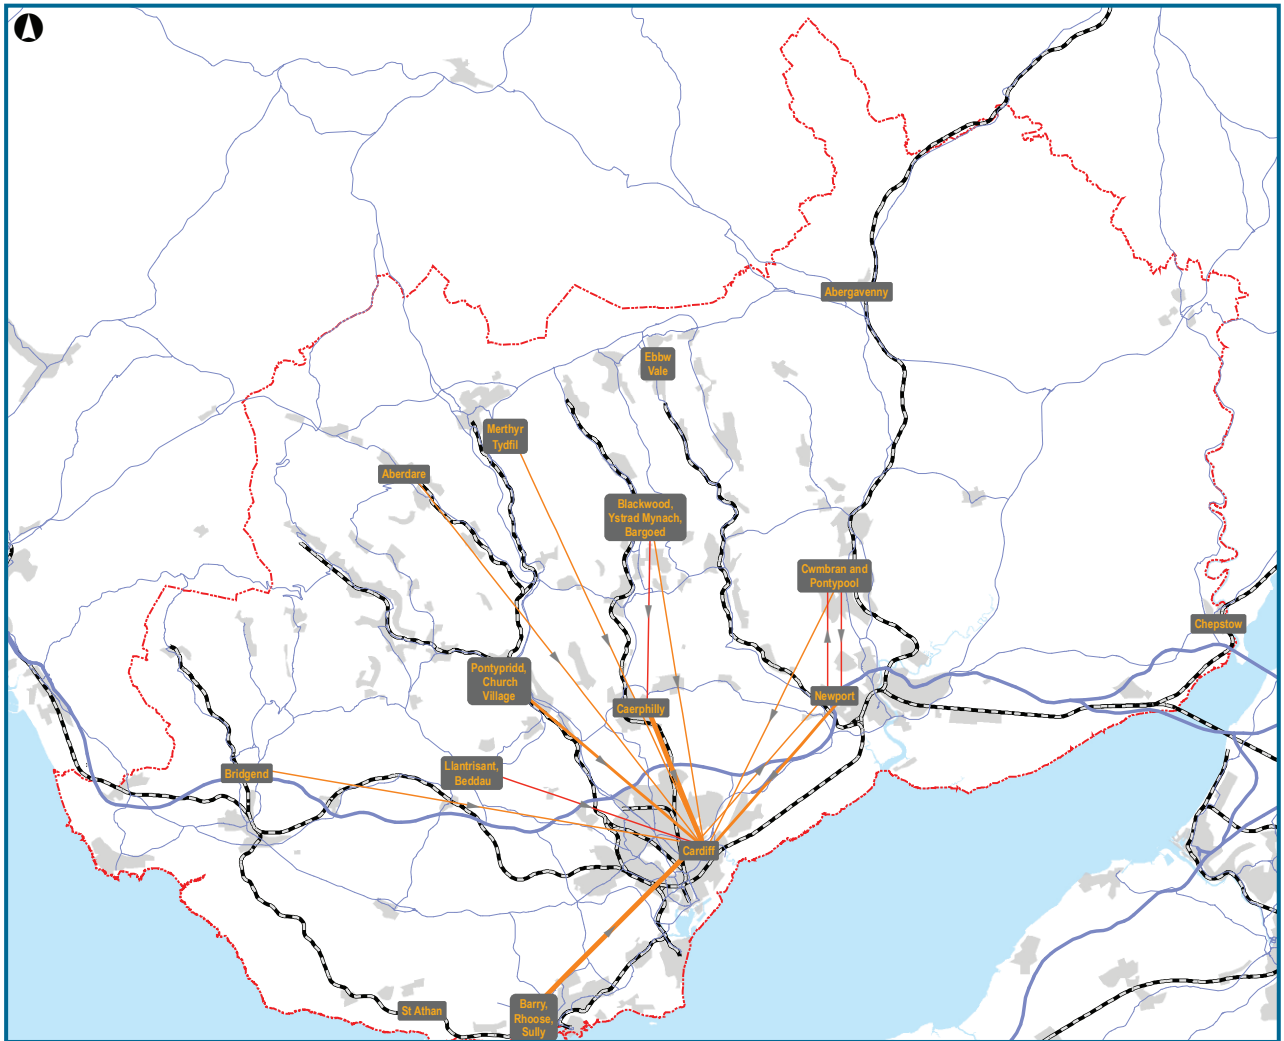 Abergavenny
Ebbw
Vale
Merthyr
Tydfil
Aberdare
Blackwood,
Ystrad Mynach,
Bargoed
Cwmbran and
Pontypool
Chepstow
Pontypridd,
Church
Village
Caerphilly
Newport
Llantrisant,
Beddau
Bridgend
Cardiff
St Athan
Barry,
Rhoose,
Sully